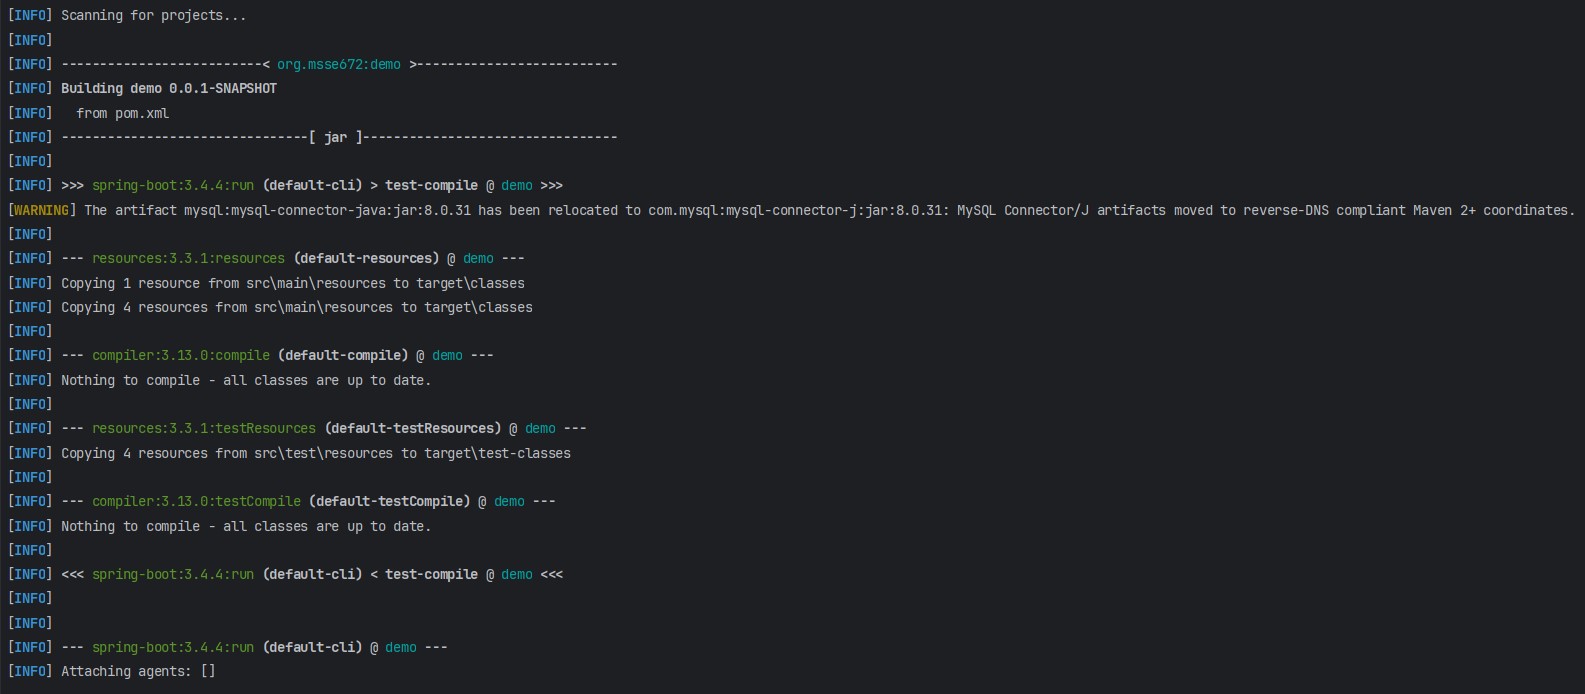 [INFO] Scanning for projects...
[INFO]
[INFO] --------------------------< org.msse672:demo >--------------------------
[INFO] Building demo 0.0.1-SNAPSHOT
[INFO]   from pom.xml
[INFO] --------------------------------[ jar ]---------------------------------
[INFO]
[INFO] >>> spring-boot:3.4.4:run (default-cli) > test-compile @ demo >>>
[WARNING] The artifact mysql:mysql-connector-java:jar:8.0.31 has been relocated to com.mysql:mysql-connector-j:jar:8.0.31: MySQL Connector/J artifacts moved to reverse-DNS compliant Maven 2+ coordinates.
[INFO]
[INFO] --- resources:3.3.1:resources (default-resources) @ demo ---
[INFO] Copying 1 resource from src\main\resources to target\classes
[INFO] Copying 4 resources from src\main\resources to target\classes
[INFO]
[INFO] --- compiler:3.13.0:compile (default-compile) @ demo ---
[INFO] Nothing to compile - all classes are up to date.
[INFO]
[INFO] --- resources:3.3.1:testResources (default-testResources) @ demo ---
[INFO] Copying 4 resources from src\test\resources to target\test-classes
[INFO]
[INFO] --- compiler:3.13.0:testCompile (default-testCompile) @ demo ---
[INFO] Nothing to compile - all classes are up to date.
[INFO]
[INFO] <<< spring-boot:3.4.4:run (default-cli) < test-compile @ demo <<<
[INFO]
[INFO]
[INFO] --- spring-boot:3.4.4:run (default-cli) @ demo ---
[INFO] Attaching agents: []